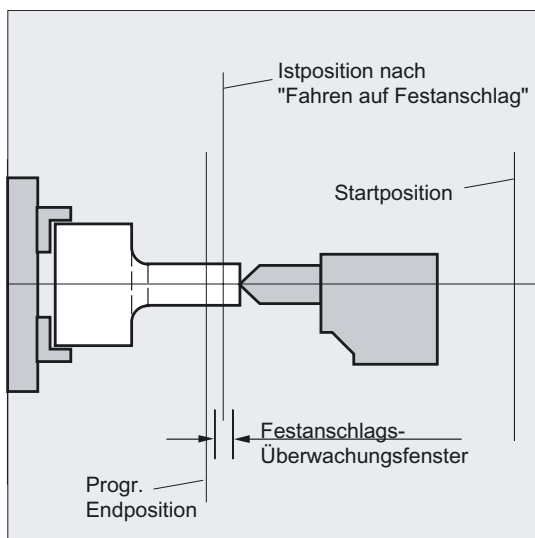 Istposition nach
"Fahren auf Festanschlag"
Startposition
Festanschlags-
Überwachungsfenster
Progr.
Endposition